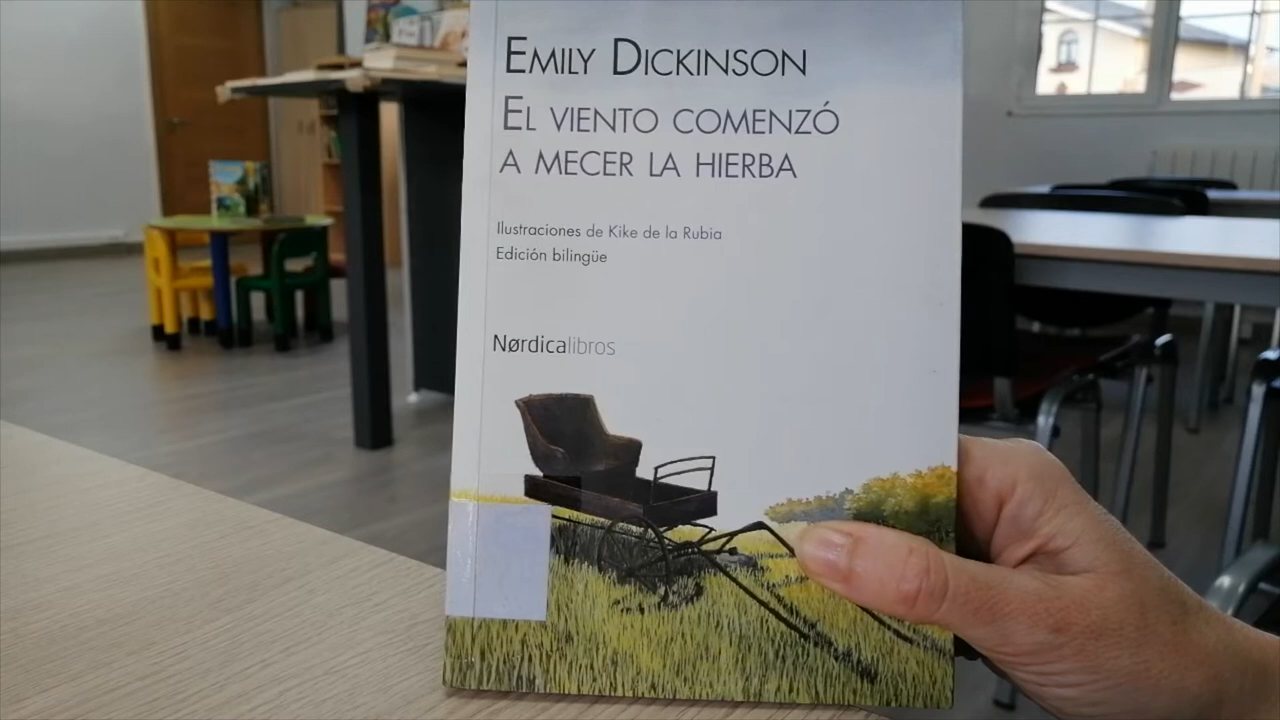 EMILY DICKINSON
EL VIENTO COMENZÓ
A MECER LA HIERBA
Ilustraciones de Kike de la Rubia
Edición bilingüe
Nørdicalibros